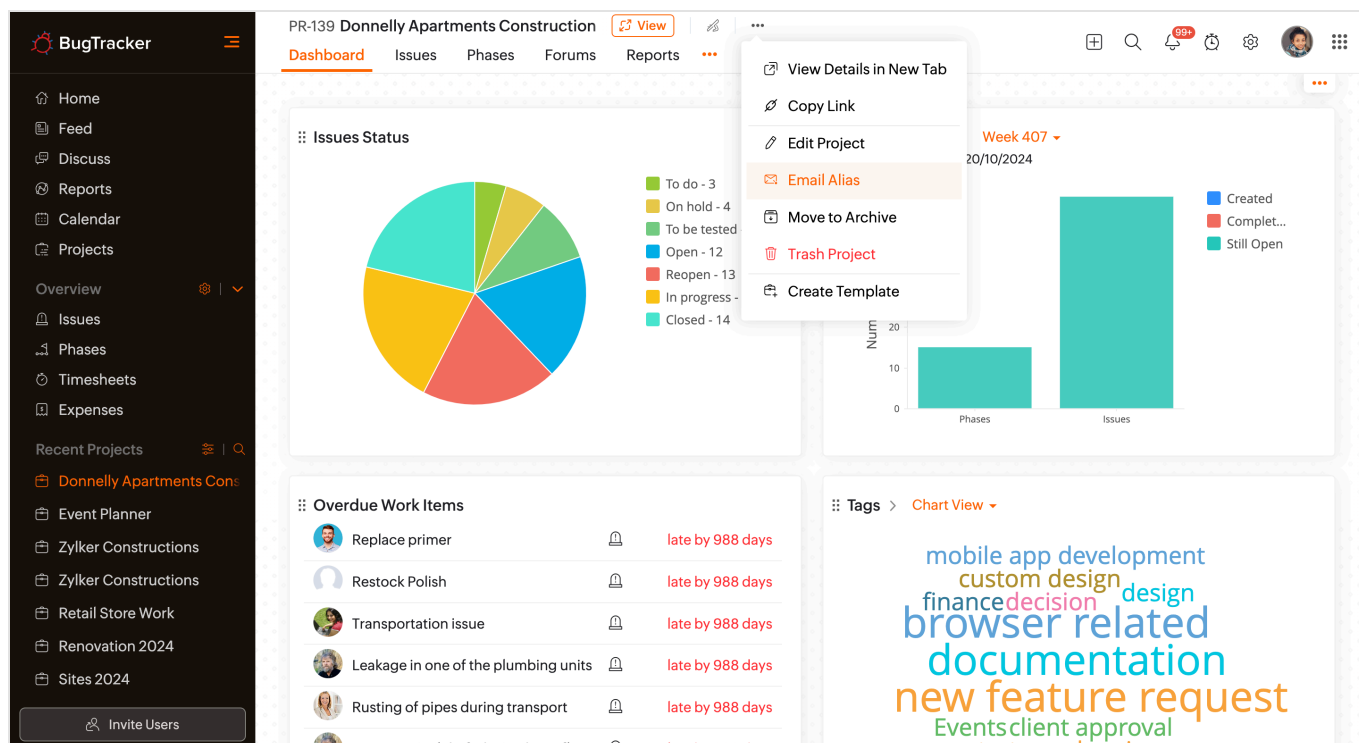 BugTracker
Home
Feed
Discuss
Reports
Calendar
Projects
Overview
Issues
Phases
Timesheets
Expenses
Recent Projects
Donnelly Apartments Cons
Event Planner
Zylker Constructions
Zylker Constructions
Retail Store Work
Renovation 2024
Sites 2024
Invite Users
PR-139 Donnelly Apartments Construction View
Dashboard Issues Phases Forums Reports
99+
View Details in New Tab
Copy Link
Edit Project
Email Alias
Move to Archive
Trash Project
Create Template
Issues Status
To do - 3
On hold - 4
To be tested
Open - 12
Reopen - 13
In progress -
Closed - 14
Week 407
20/10/2024
Created
Complet...
Still Open
Num
20
10
0
Phases Issues
Overdue Work Items
Replace primer late by 988 days
Restock Polish late by 988 days
Transportation issue late by 988 days
Leakage in one of the plumbing units late by 988 days
Rusting of pipes during transport late by 988 days
Tags > Chart View
mobile app development
custom design
finance decision design
browser related
documentation
new feature request
Events client approval